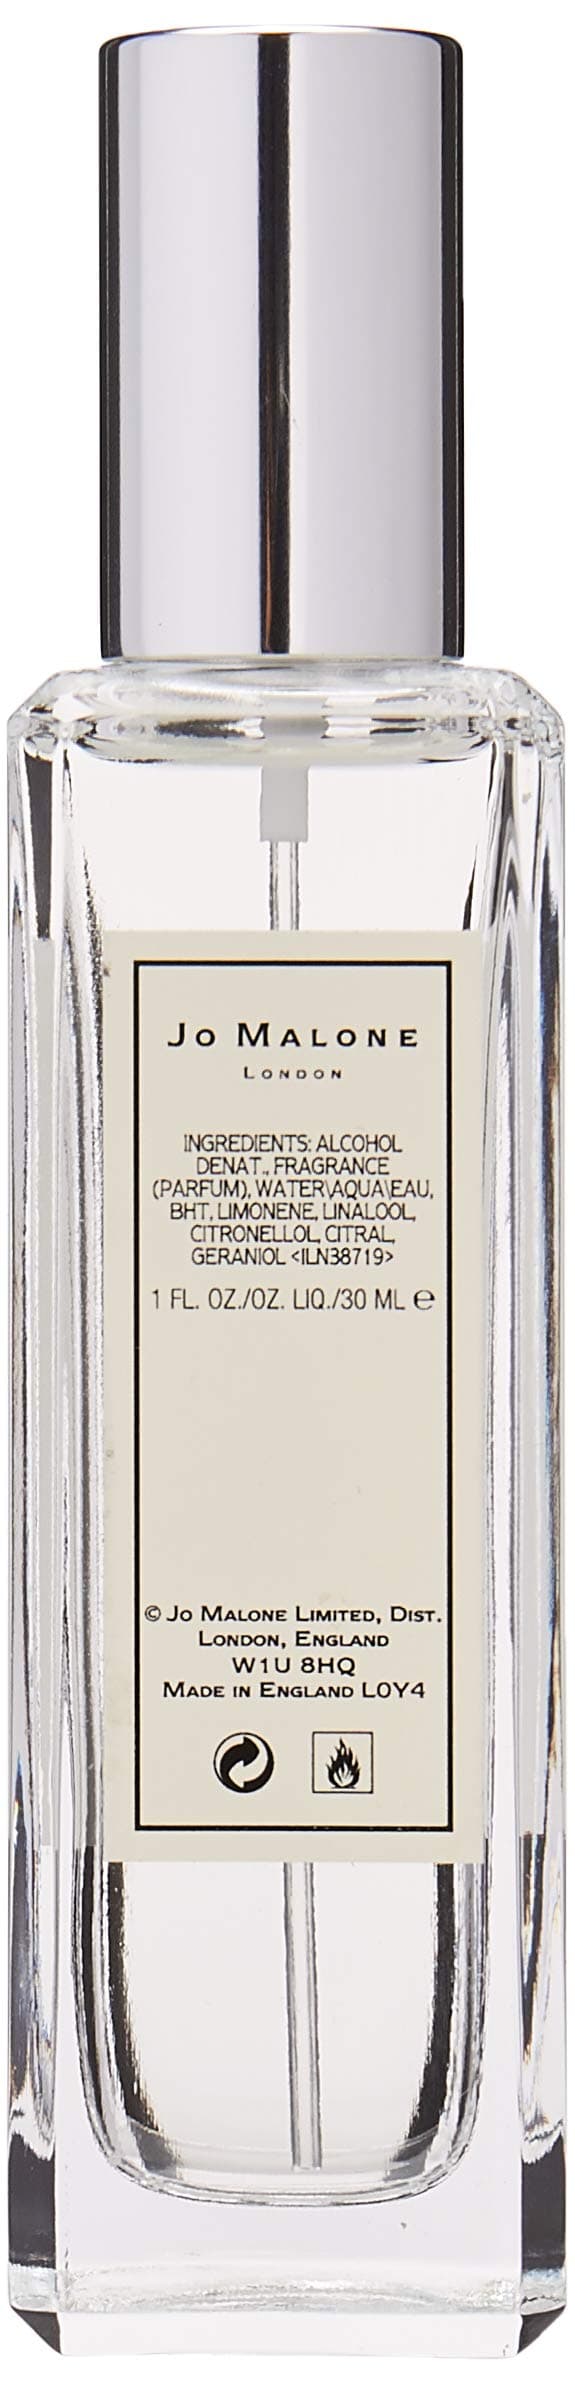 JO MALONE
LONDON
INGREDIENTS: ALCOHOL
DENAT., FRAGRANCE
(PARFUM), WATER\AQUA\EAU,
BHT, LIMONENE, LINALOOL,
CITRONELLOL, CITRAL,
GERANIOL <ILN38719>
1 FL. OZ./OZ. LIQ./30 ML ℮
© JO MALONE LIMITED, DIST.
LONDON, ENGLAND
W1U 8HQ
MADE IN ENGLAND L0Y4